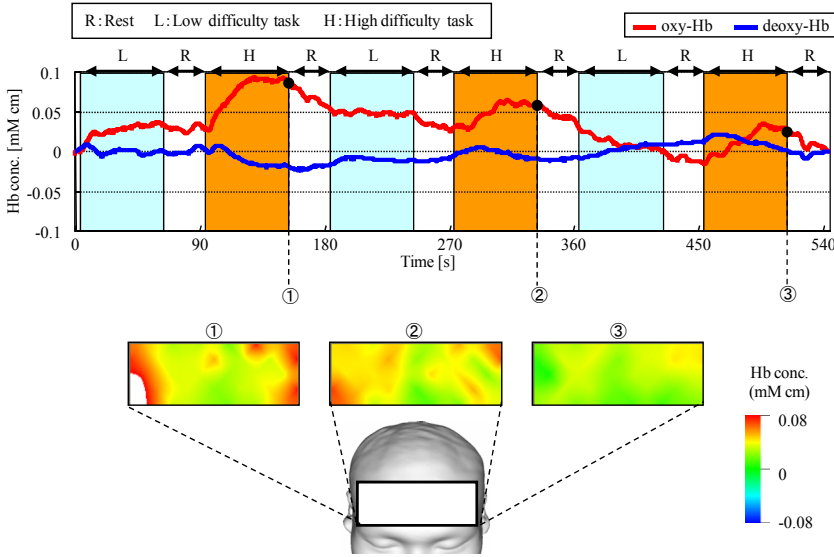 R : Rest L : Low difficulty task H : High difficulty task
oxy-Hb deoxy-Hb
L R H R L R H R L R H R
Hb conc. [mM cm]
0.1
0.05
0
-0.05
-0.1
0 90 180 270 360 450 540
Time [s]
① ② ③
① ② ③
Hb conc.
(mM cm)
0.08
0
-0.08